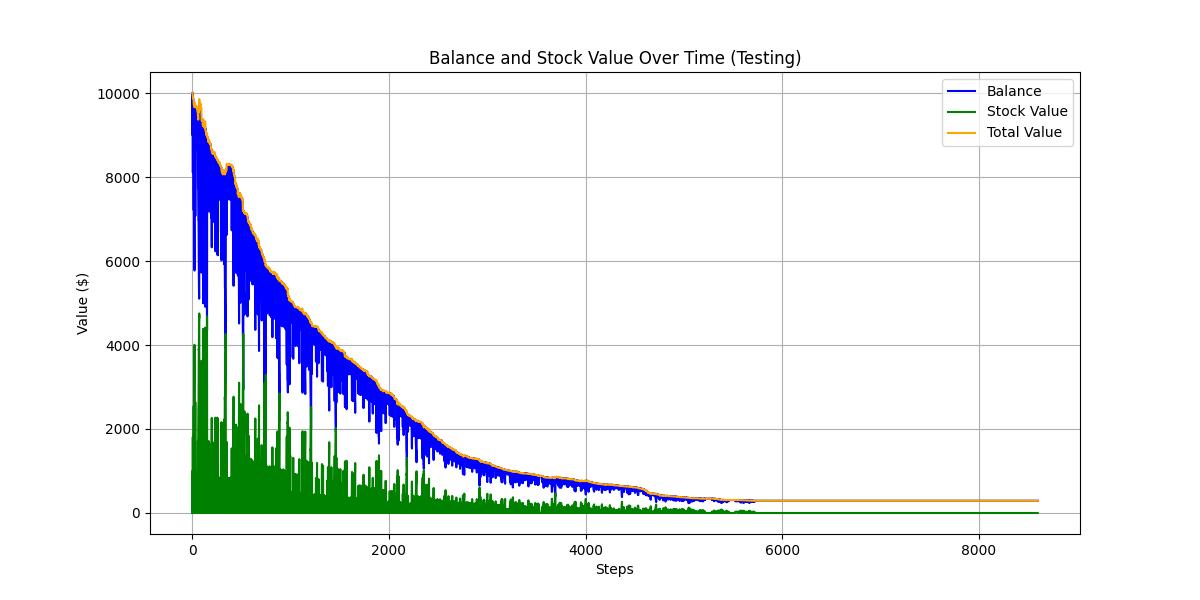 Balance and Stock Value Over Time (Testing)
Balance
Stock Value
Total Value
Value ($)
10000
8000
6000
4000
2000
0
0 2000 4000 6000 8000
Steps